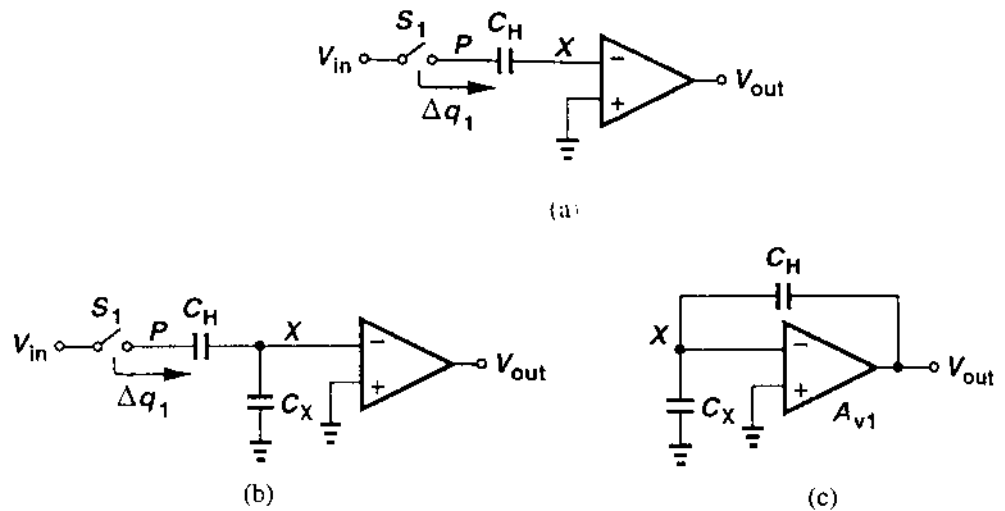 S1 P CH X
Vin Vout
Δq1
− +
(a)
CH
S1 P CH X X
Vin Vout Vout
Δq1 CX CX Av1
− + − +
(b) (c)